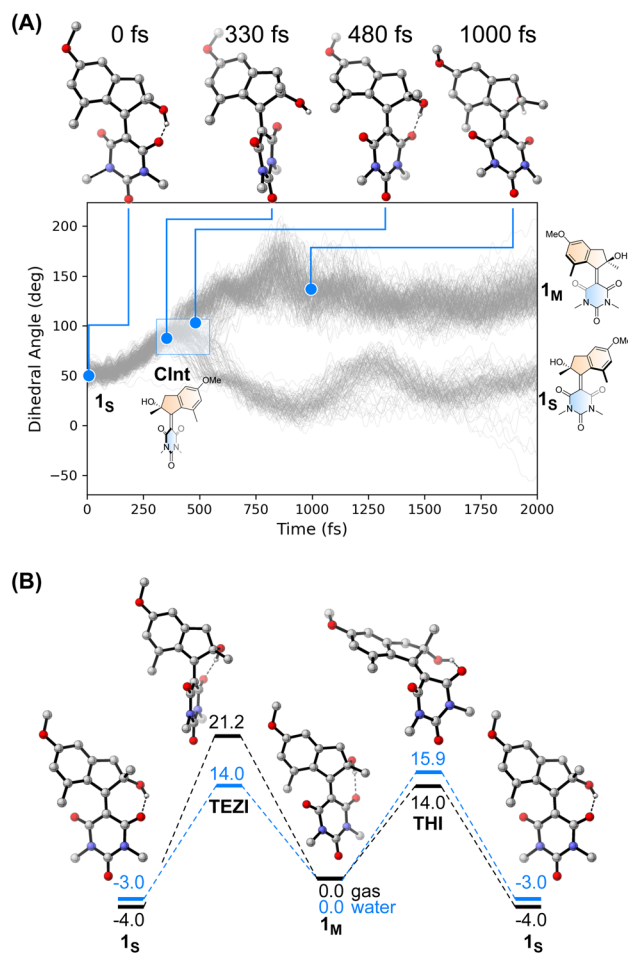 (A)
0 fs
330 fs
480 fs
1000 fs
Dihedral Angle (deg)
200
150
100
50
0
−50
0
250
500
750
1000
1250
1500
1750
2000
Time (fs)
1S
CInt
HO
OMe
O
O
N
N
O
1M
MeO
OH
O
O
N
N
O
1S
OMe
HO
O
O
N
N
O
(B)
21.2
14.0
TEZI
15.9
14.0
THI
-3.0
-4.0
1S
0.0 gas
0.0 water
1M
-3.0
-4.0
1S